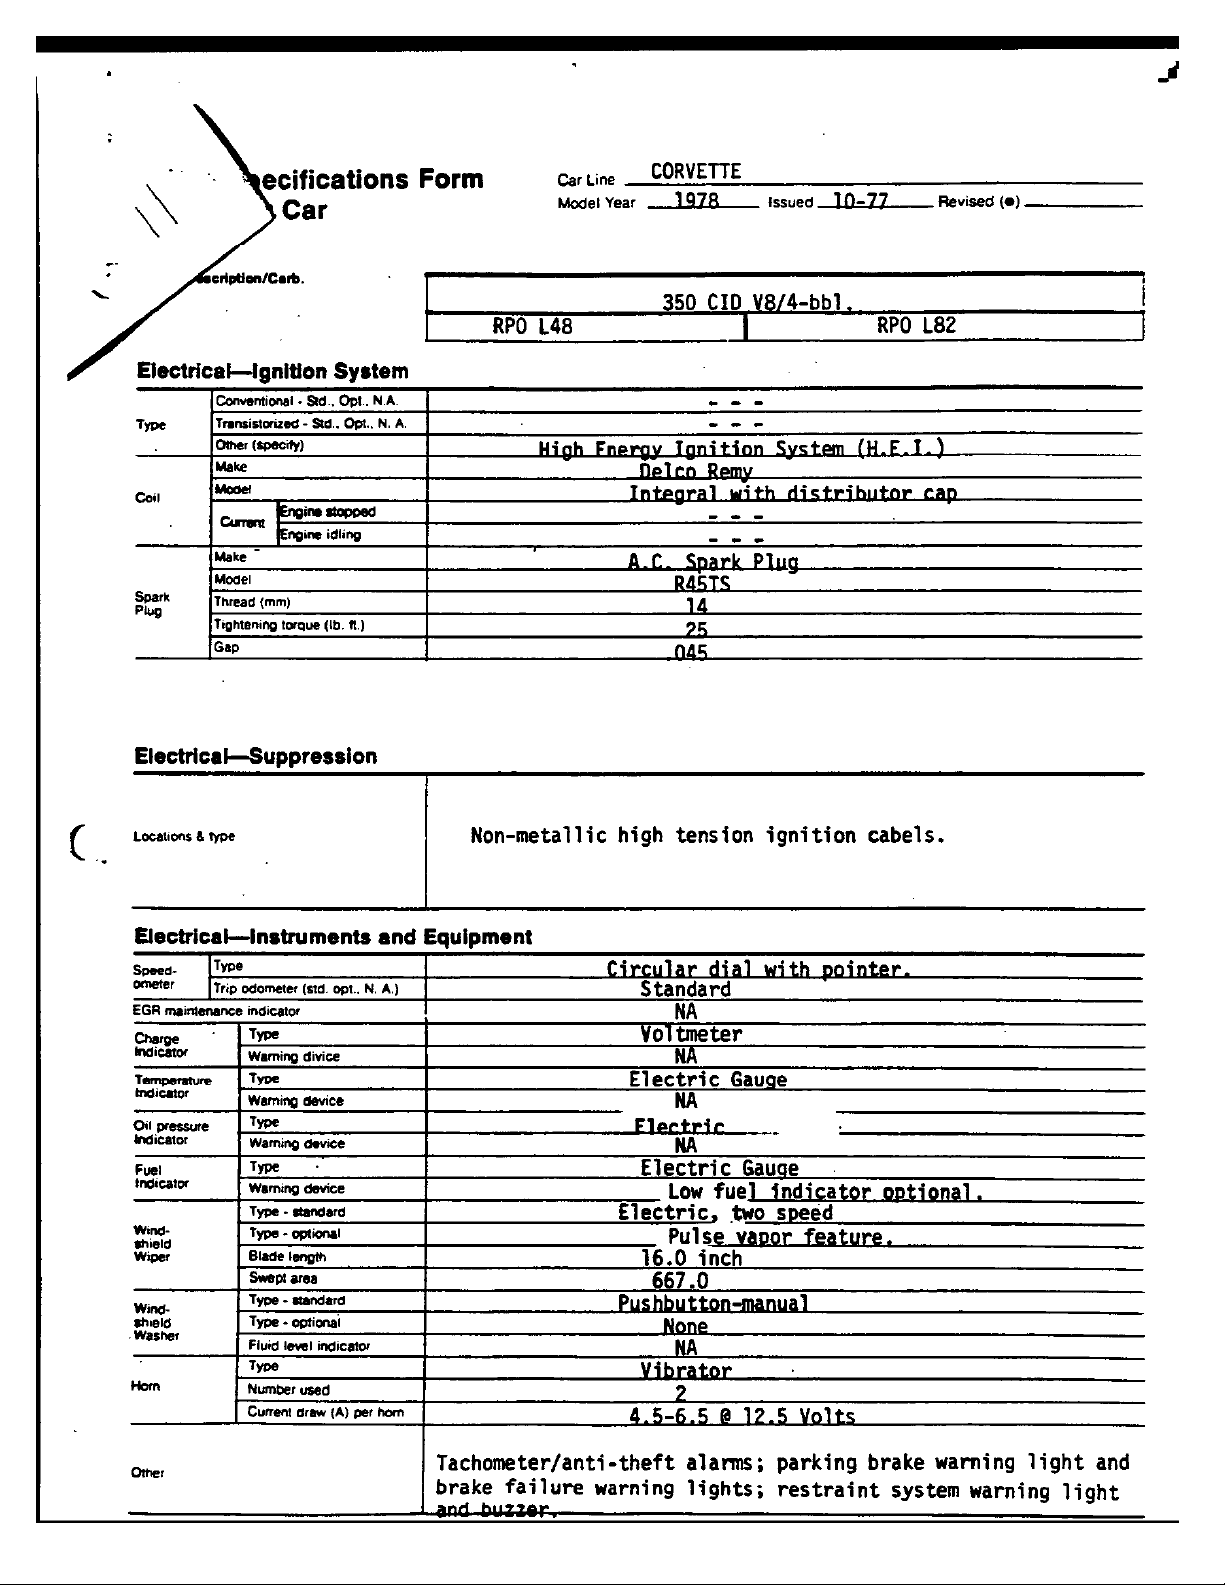 ecifications Form
Car
Car Line CORVETTE
Model Year 1978 Issued 10-77 Revised (●)
scription/Carb.
350 CID V8/4-bbl.
RPO L48 RPO L82
Electrical—Ignition System
Type
Conventional - Std., Opt., N.A. - - -
Transistorized - Std., Opt., N. A. - - -
Other (specify) High Energy Ignition System (H.E.I.)
Coil
Make Delco Remy
Model Integral with distributor cap
Current
Engine stopped - - -
Engine idling - - -
Spark
Plug
Make A.C. Spark Plug
Model R45TS
Thread (mm) 14
Tightening torque (lb. ft.) 25
Gap .045
Electrical—Suppression
Locations & type Non-metallic high tension ignition cabels.
Electrical—Instruments and Equipment
Speed-
ometer
Type Circular dial with pointer.
Trip odometer (std. opt., N. A.) Standard
EGR maintenance indicator NA
Charge
Indicator
Type Voltmeter
Warning divice NA
Temperature
Indicator
Type Electric Gauge
Warning device NA
Oil pressure
Indicator
Type Electric
Warning device NA
Fuel
Indicator
Type Electric Gauge
Warning device Low fuel indicator optional.
Wind-
shield
Wiper
Type - standard Electric, two speed
Type - optional Pulse vapor feature.
Blade length 16.0 inch
Swept area 667.0
Wind-
shield
Washer
Type - standard Pushbutton-manual
Type - optional None
Fluid level indicator NA
Horn
Type Vibrator
Number used 2
Current draw (A) per horn 4.5-6.5 @ 12.5 Volts
Other
Tachometer/anti-theft alarms; parking brake warning light and
brake failure warning lights; restraint system warning light
and buzzer.